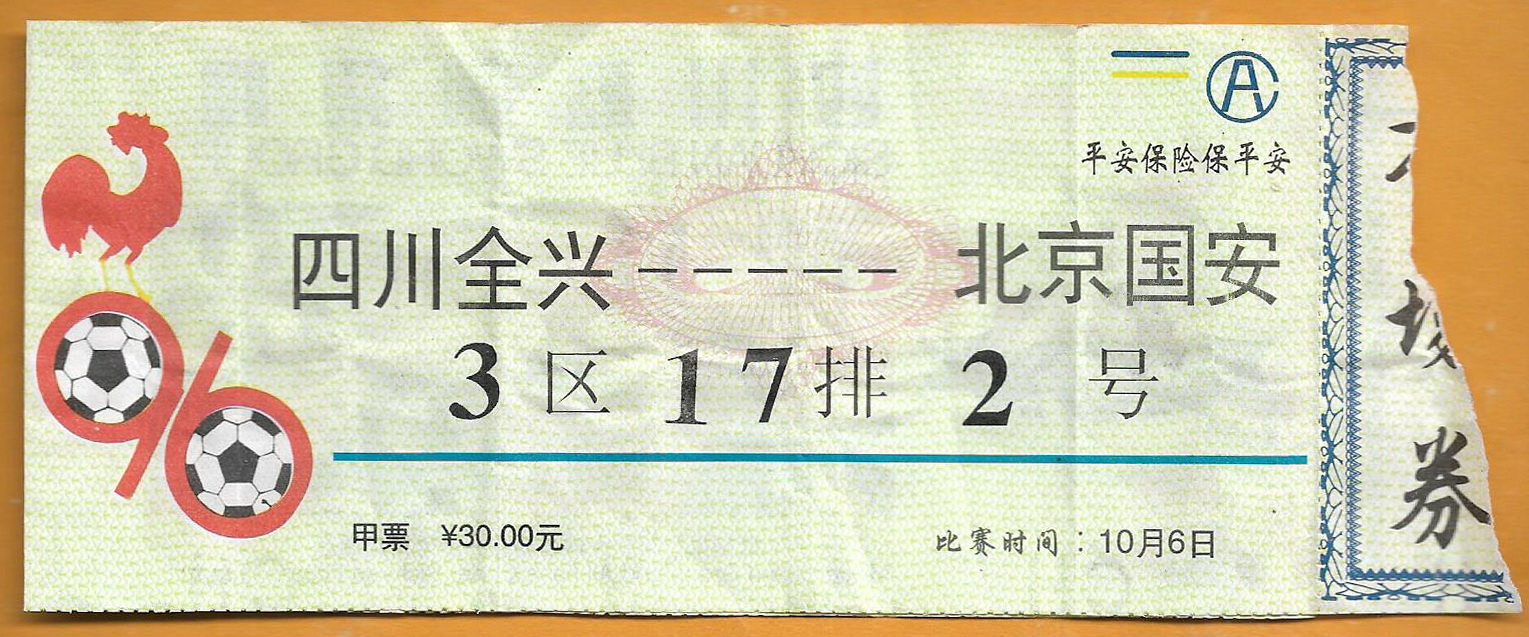 平安保险保平安
四川全兴-----北京国安
3区 17排 2号
甲票 ¥30.00元
比赛时间：10月6日
券